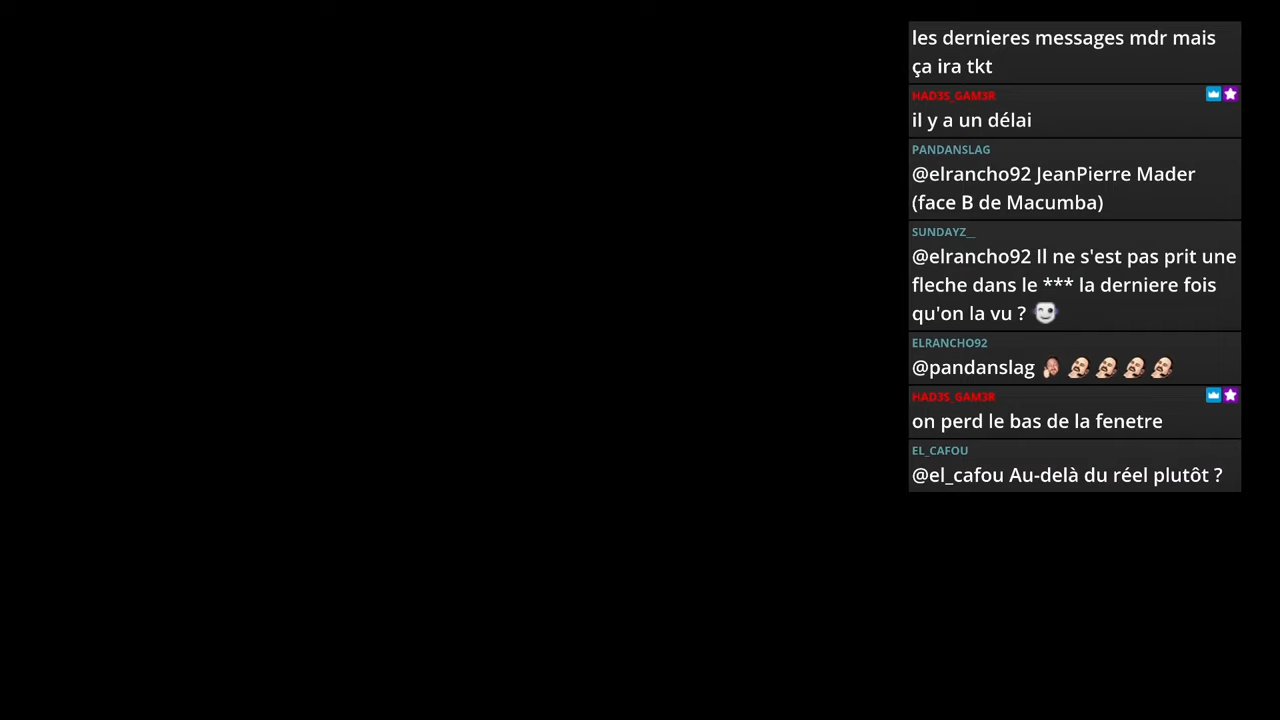 les dernieres messages mdr mais
ça ira tkt
HAD3S_GAM3R
il y a un délai
PANDANSLAG
@elrancho92 JeanPierre Mader
(face B de Macumba)
SUNDAYZ__
@elrancho92 Il ne s'est pas prit une
fleche dans le *** la derniere fois
qu'on la vu ?
ELRANCHO92
@pandanslag
HAD3S_GAM3R
on perd le bas de la fenetre
EL_CAFOU
@el_cafou Au-delà du réel plutôt ?